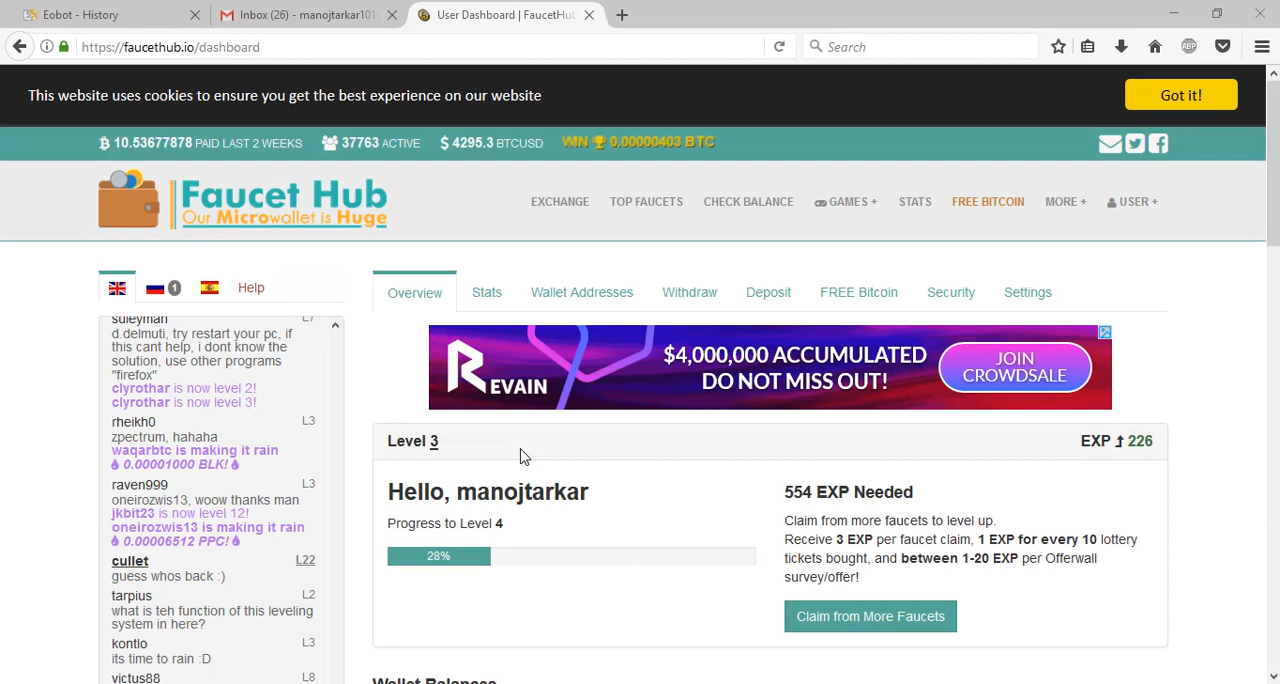 Eobot - History
Inbox (26) - manojtarkar101
User Dashboard | FaucetHub
https://faucethub.io/dashboard
Search
ABP
This website uses cookies to ensure you get the best experience on our website
Got it!
10.53677878 PAID LAST 2 WEEKS
37763 ACTIVE
$ 4295.3 BTCUSD
WIN 0.00000403 BTC
Faucet Hub
Our Microwallet is Huge
EXCHANGE
TOP FAUCETS
CHECK BALANCE
GAMES +
STATS
FREE BITCOIN
MORE +
USER +
1
Help
suleyman L7
d.delmuti, try restart your pc, if
this cant help, i dont know the
solution, use other programs
"firefox"
clyrothar is now level 2!
clyrothar is now level 3!
rheikh0 L3
zpectrum, hahaha
waqarbtc is making it rain
0.00001000 BLK!
raven999 L3
oneirozwis13, woow thanks man
jkbit23 is now level 12!
oneirozwis13 is making it rain
0.00006512 PPC!
cullet L22
guess whos back :)
tarpius L2
what is teh function of this leveling
system in here?
kontlo L3
its time to rain :D
victus88 L8
Overview
Stats
Wallet Addresses
Withdraw
Deposit
FREE Bitcoin
Security
Settings
REVAIN
$4,000,000 ACCUMULATED
DO NOT MISS OUT!
JOIN
CROWDSALE
Level 3
EXP 226
Hello, manojtarkar
Progress to Level 4
28%
554 EXP Needed
Claim from more faucets to level up.
Receive 3 EXP per faucet claim, 1 EXP for every 10 lottery
tickets bought, and between 1-20 EXP per Offerwall
survey/offer!
Claim from More Faucets
Wallet Balances